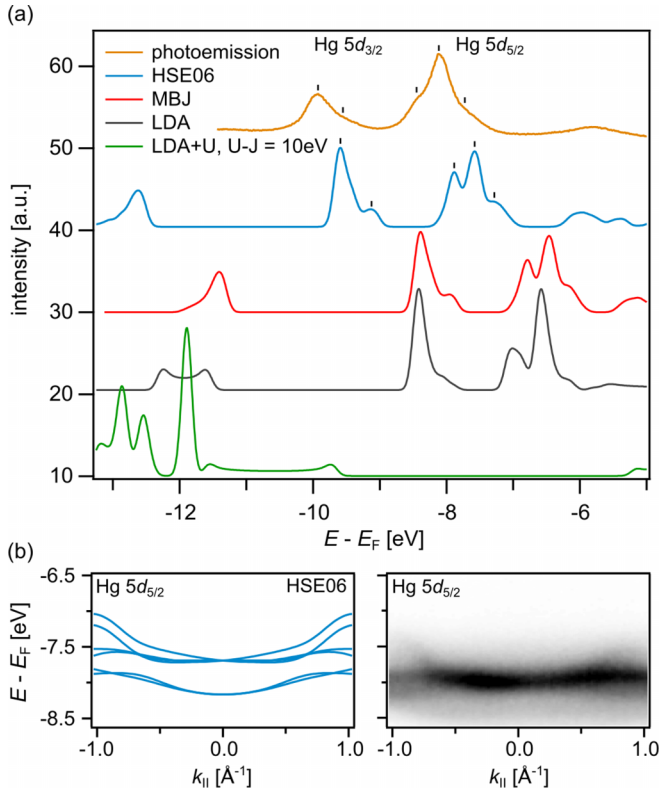 (a)
Hg 5d3/2
Hg 5d5/2
photoemission
HSE06
MBJ
LDA
LDA+U, U-J = 10eV
intensity [a.u.]
60
50
40
30
20
10
-12
-10
-8
-6
E - EF [eV]
(b)
Hg 5d5/2
HSE06
Hg 5d5/2
E - EF [eV]
-6.5
-7.5
-8.5
-1.0
0.0
1.0
-1.0
0.0
1.0
kII [Å-1]
kII [Å-1]